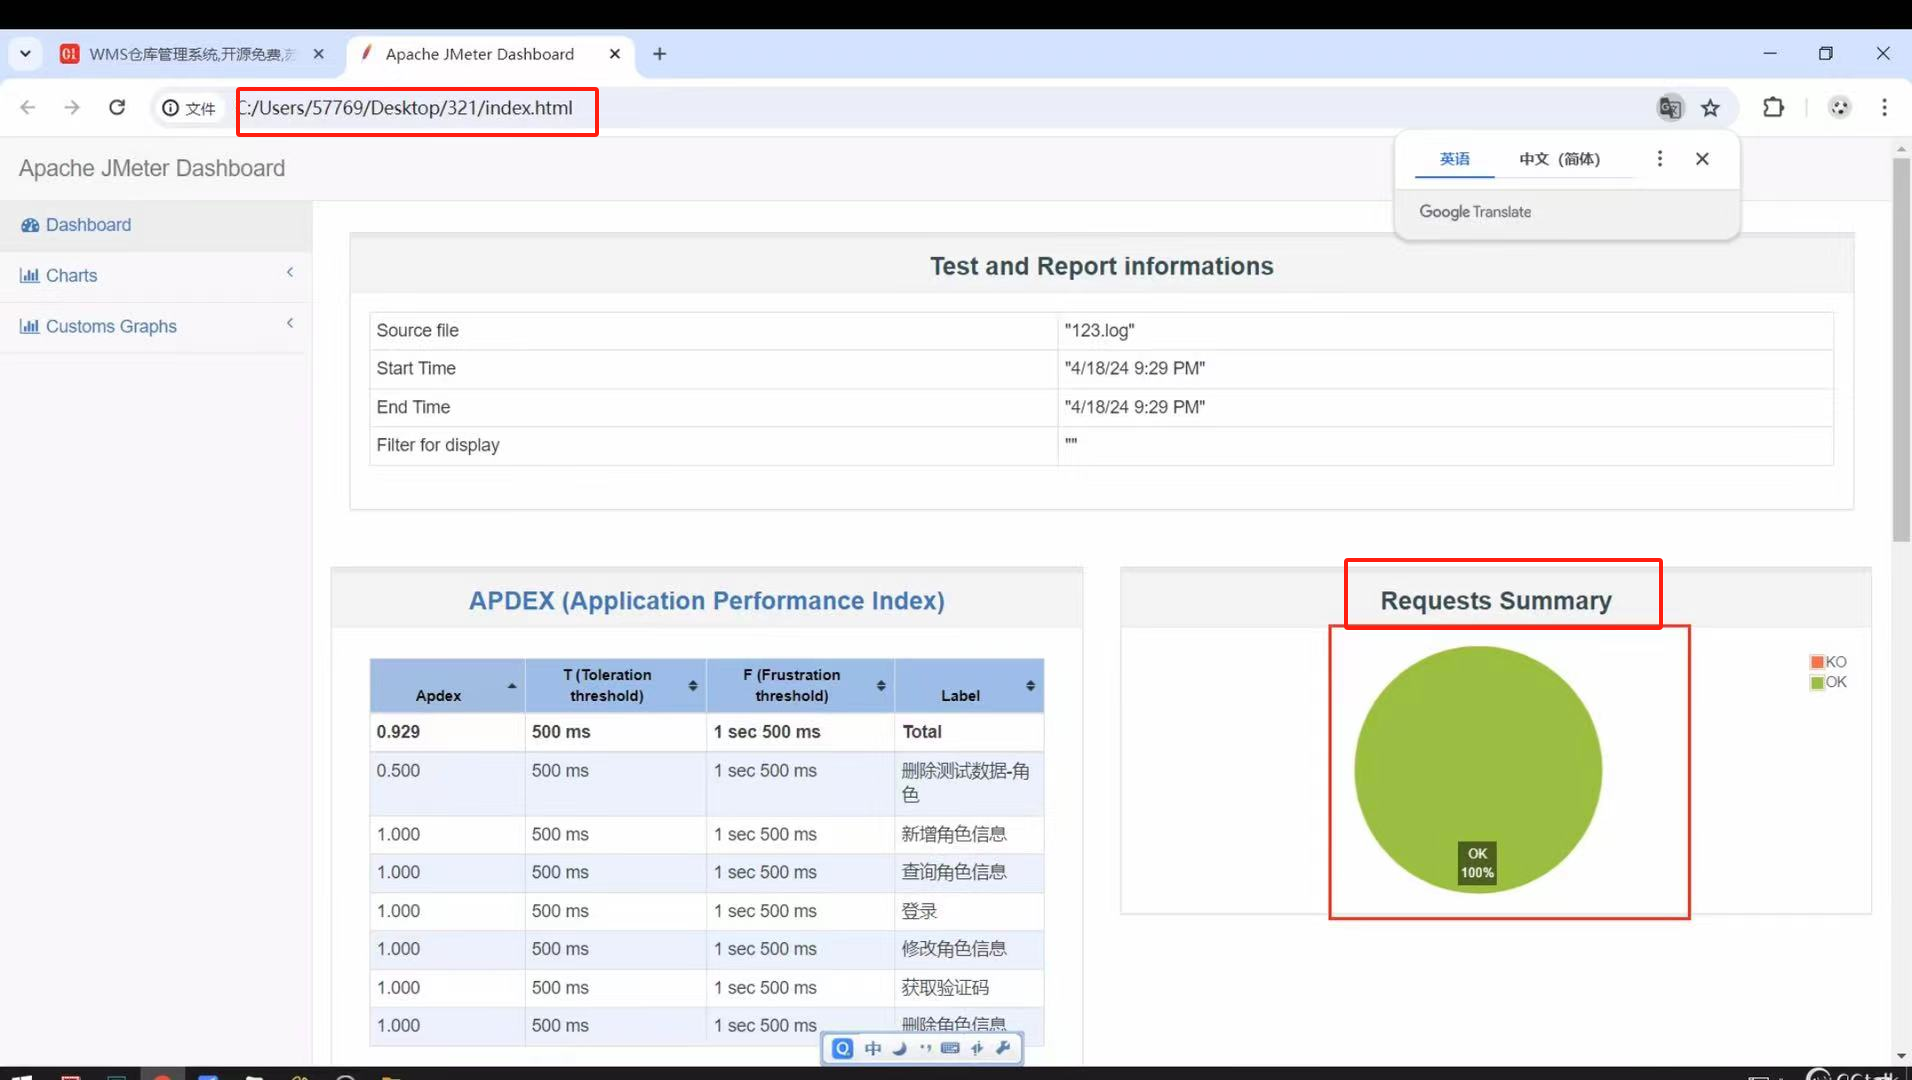 WMS仓库管理系统,开源免费,
Apache JMeter Dashboard
文件
C:/Users/57769/Desktop/321/index.html
英语
中文（简体）
Google Translate
Apache JMeter Dashboard
Dashboard
Charts
Customs Graphs
Test and Report informations
Source file "123.log"
Start Time "4/18/24 9:29 PM"
End Time "4/18/24 9:29 PM"
Filter for display ""
APDEX (Application Performance Index)
Apdex
T (Toleration
threshold)
F (Frustration
threshold)
Label
0.929 500 ms 1 sec 500 ms Total
0.500 500 ms 1 sec 500 ms 删除测试数据-角
色
1.000 500 ms 1 sec 500 ms 新增角色信息
1.000 500 ms 1 sec 500 ms 查询角色信息
1.000 500 ms 1 sec 500 ms 登录
1.000 500 ms 1 sec 500 ms 修改角色信息
1.000 500 ms 1 sec 500 ms 获取验证码
1.000 500 ms 1 sec 500 ms 删除角色信息
Requests Summary
KO
OK
OK
100%
中